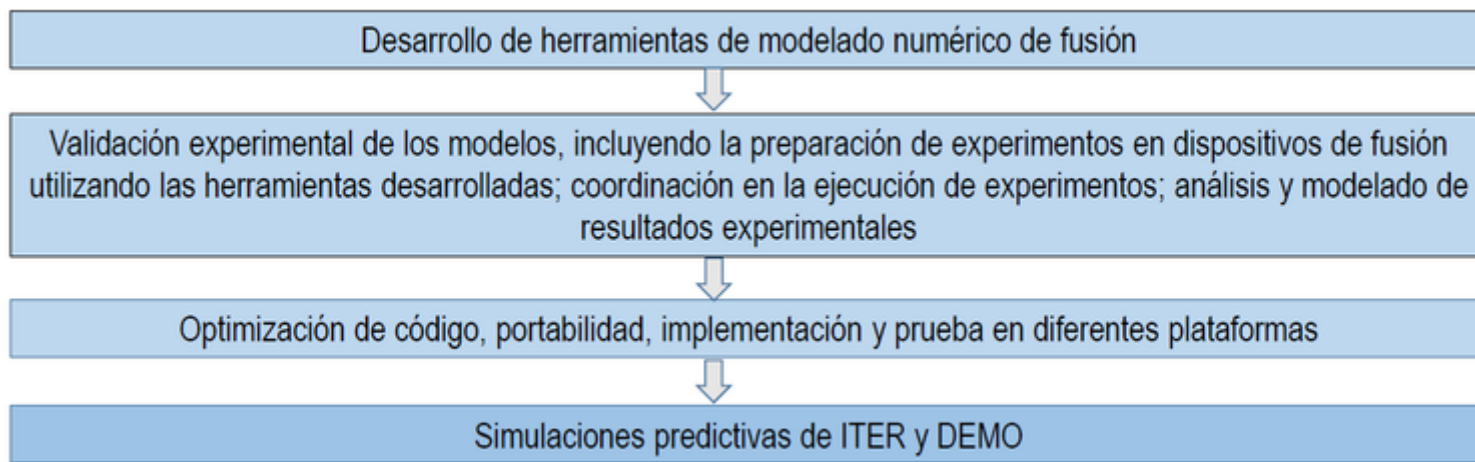 Desarrollo de herramientas de modelado numérico de fusión
Validación experimental de los modelos, incluyendo la preparación de experimentos en dispositivos de fusión
utilizando las herramientas desarrolladas; coordinación en la ejecución de experimentos; análisis y modelado de
resultados experimentales
Optimización de código, portabilidad, implementación y prueba en diferentes plataformas
Simulaciones predictivas de ITER y DEMO